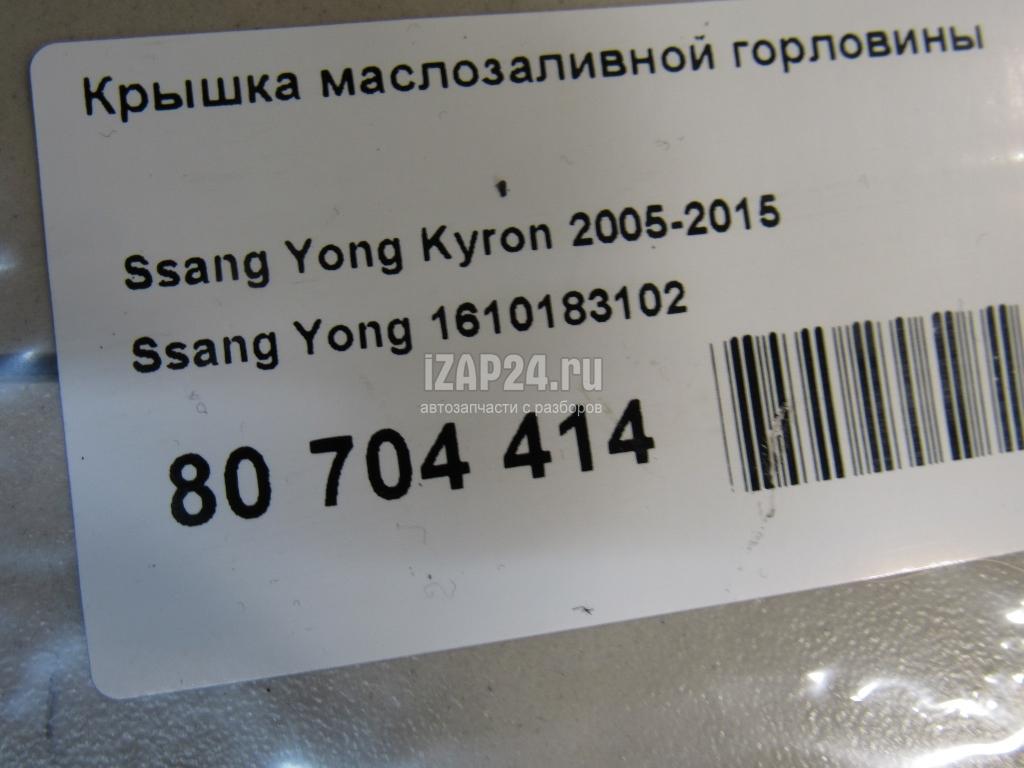 Крышка маслозаливной горловины
Ssang Yong Kyron 2005-2015
Ssang Yong 1610183102
iZAP24.ru
автозапчасти с разборов
80 704 414